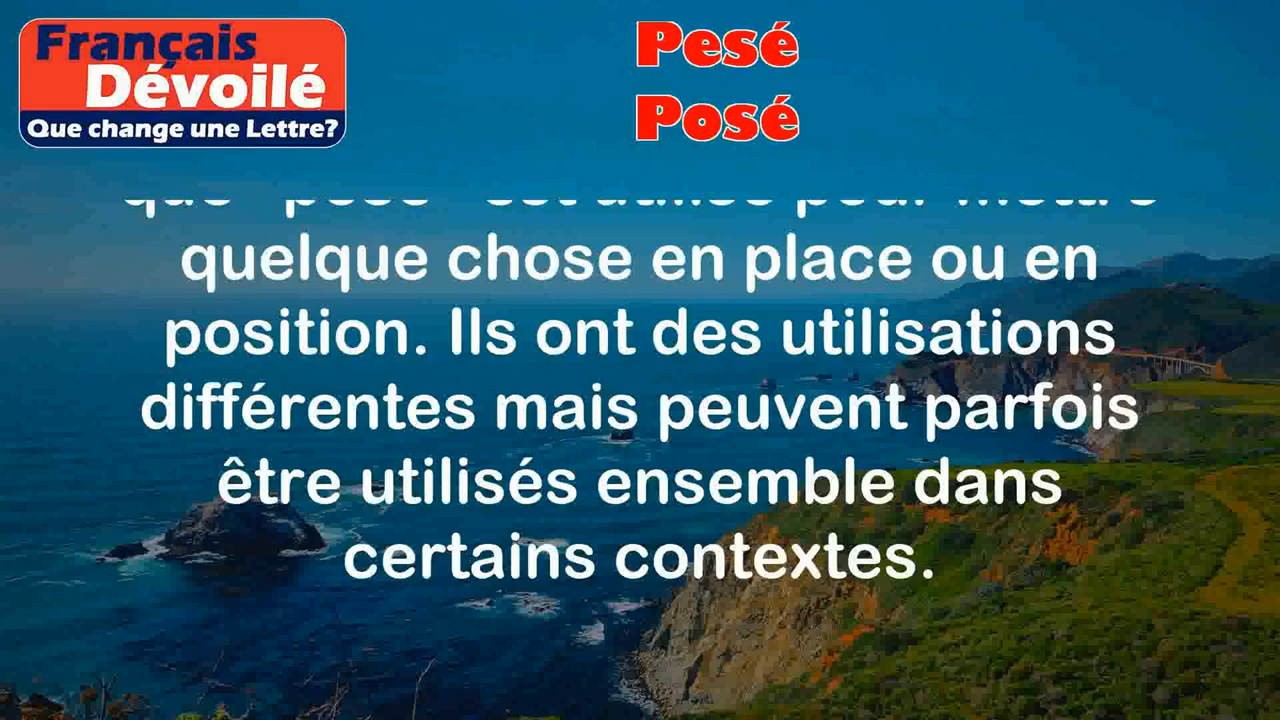 Français
Dévoilé
Que change une Lettre?
Pesé
Posé
quelque chose en place ou en
position. Ils ont des utilisations
différentes mais peuvent parfois
être utilisés ensemble dans
certains contextes.